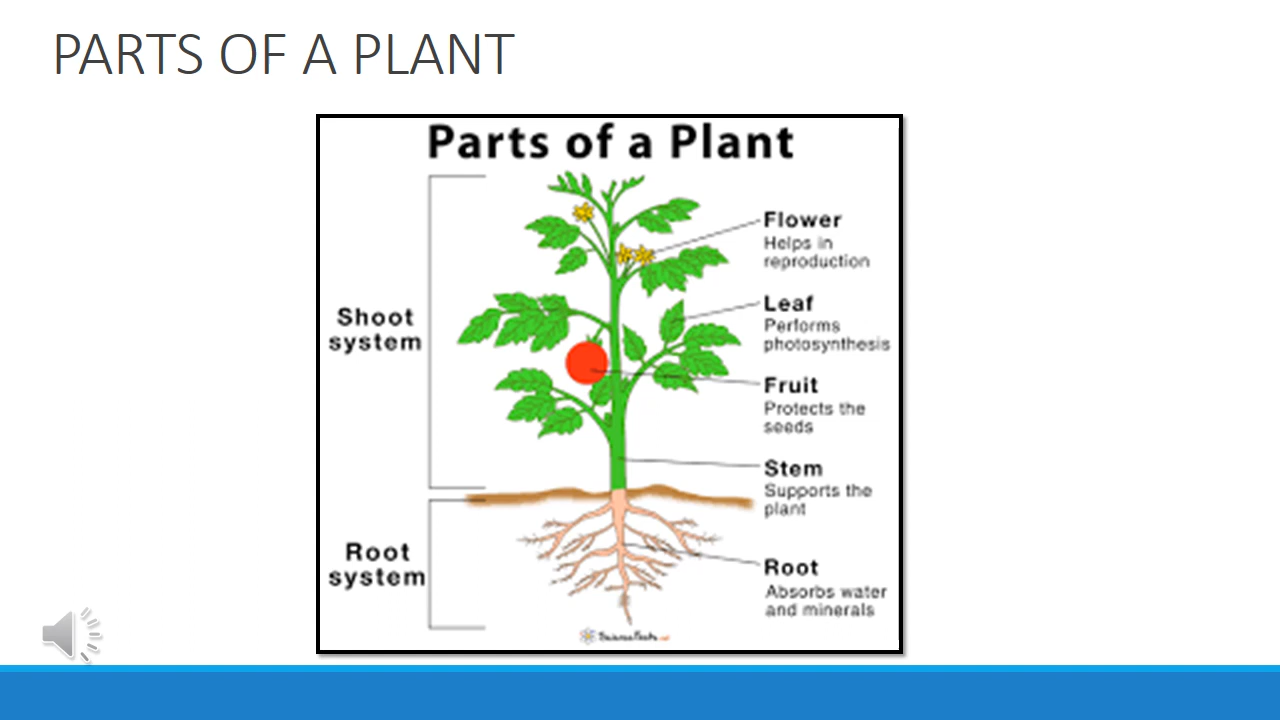 PARTS OF A PLANT
Parts of a Plant
Shoot
system
Root
system
Flower
Helps in
reproduction
Leaf
Performs
photosynthesis
Fruit
Protects the
seeds
Stem
Supports the
plant
Root
Absorbs water
and minerals